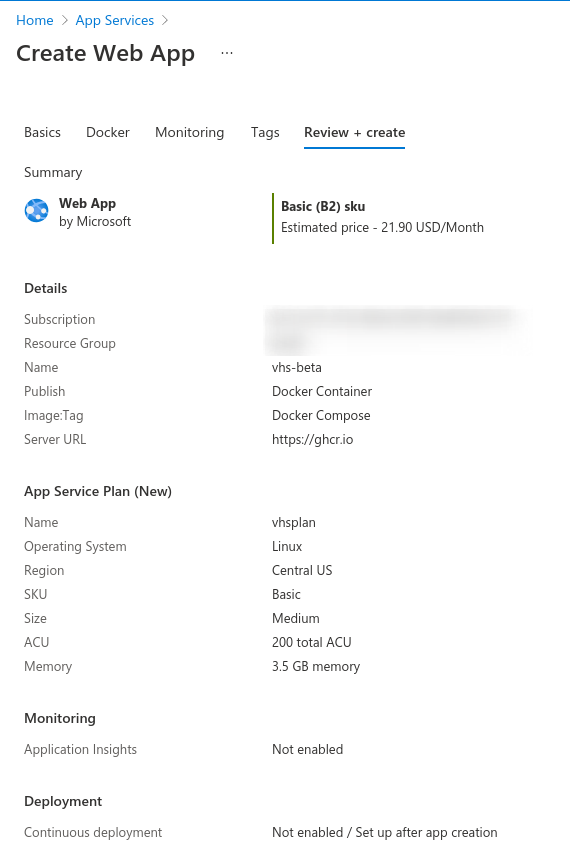 Home > App Services >
Create Web App ...
Basics Docker Monitoring Tags Review + create
Summary
Web App
by Microsoft
Basic (B2) sku
Estimated price - 21.90 USD/Month
Details
Subscription
Resource Group
Name vhs-beta
Publish Docker Container
Image:Tag Docker Compose
Server URL https://ghcr.io
App Service Plan (New)
Name vhsplan
Operating System Linux
Region Central US
SKU Basic
Size Medium
ACU 200 total ACU
Memory 3.5 GB memory
Monitoring
Application Insights Not enabled
Deployment
Continuous deployment Not enabled / Set up after app creation